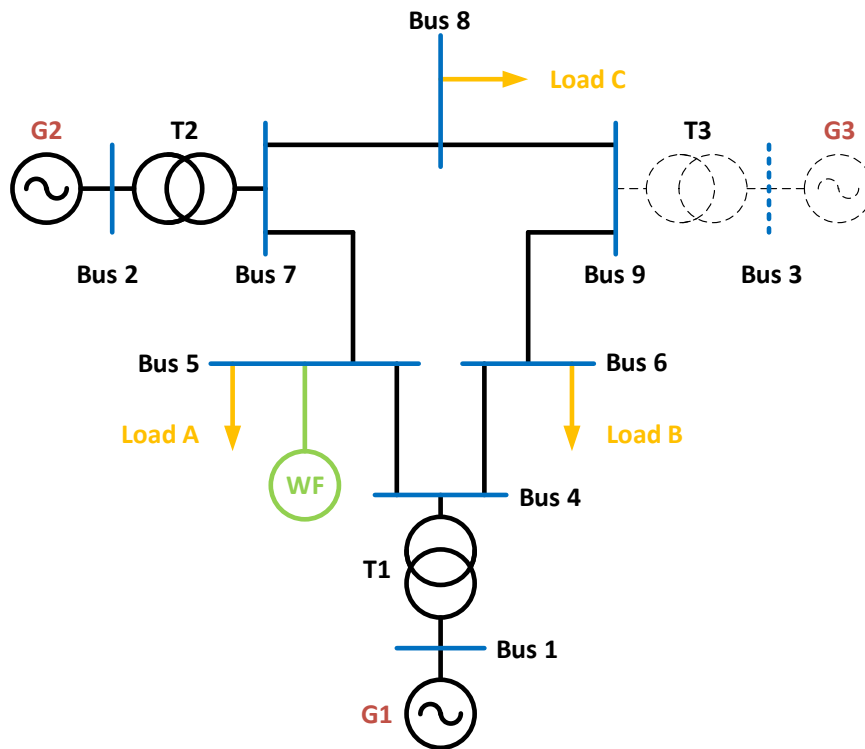 Bus 8
Load C
G2
T2
T3
G3
Bus 2
Bus 7
Bus 9
Bus 3
Bus 5
Bus 6
Load A
Load B
WF
Bus 4
T1
Bus 1
G1